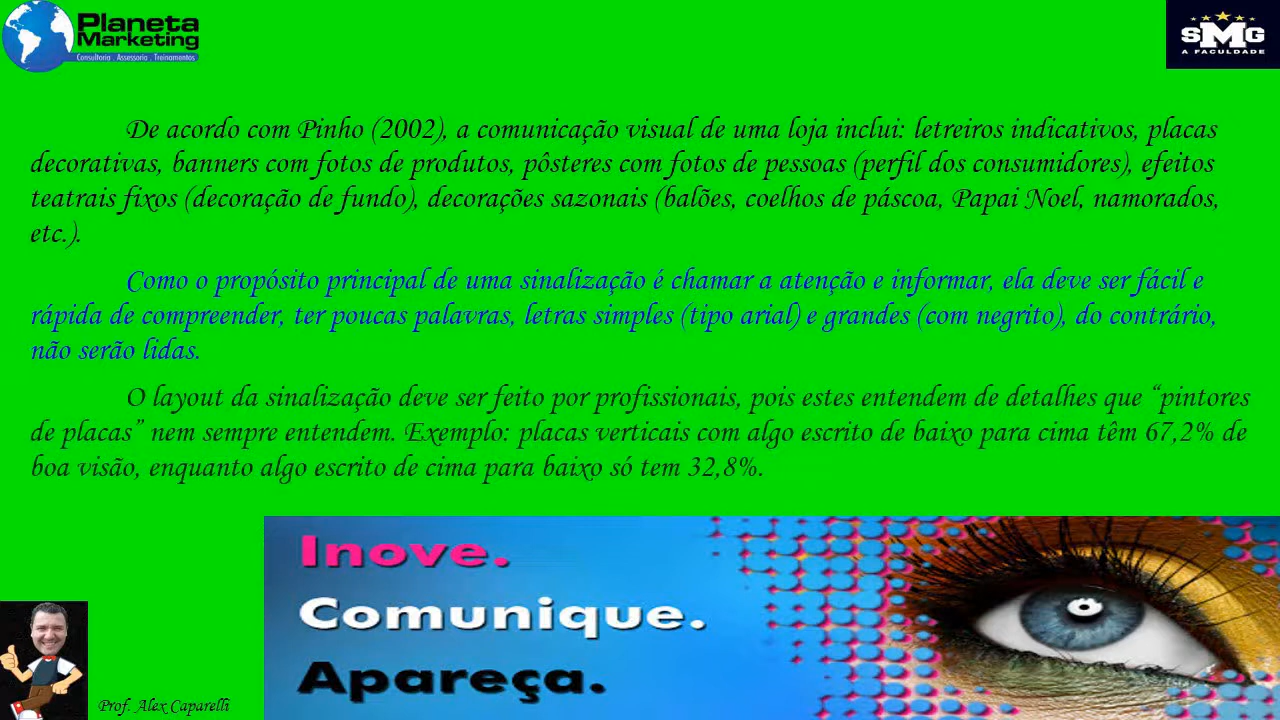 Planeta
Marketing
Consultoria . Assessoria . Treinamentos
SMG
A FACULDADE
De acordo com Pinho (2002), a comunicação visual de uma loja inclui: letreiros indicativos, placas
decorativas, banners com fotos de produtos, pôsteres com fotos de pessoas (perfil dos consumidores), efeitos
teatrais fixos (decoração de fundo), decorações sazonais (balões, coelhos de páscoa, Papai Noel, namorados,
etc.).
Como o propósito principal de uma sinalização é chamar a atenção e informar, ela deve ser fácil e
rápida de compreender, ter poucas palavras, letras simples (tipo arial) e grandes (com negrito), do contrário,
não serão lidas.
O layout da sinalização deve ser feito por profissionais, pois estes entendem de detalhes que “pintores
de placas” nem sempre entendem. Exemplo: placas verticais com algo escrito de baixo para cima têm 67,2% de
boa visão, enquanto algo escrito de cima para baixo só tem 32,8%.
Inove.
Comunique.
Apareça.
Prof. Alex Caparelli